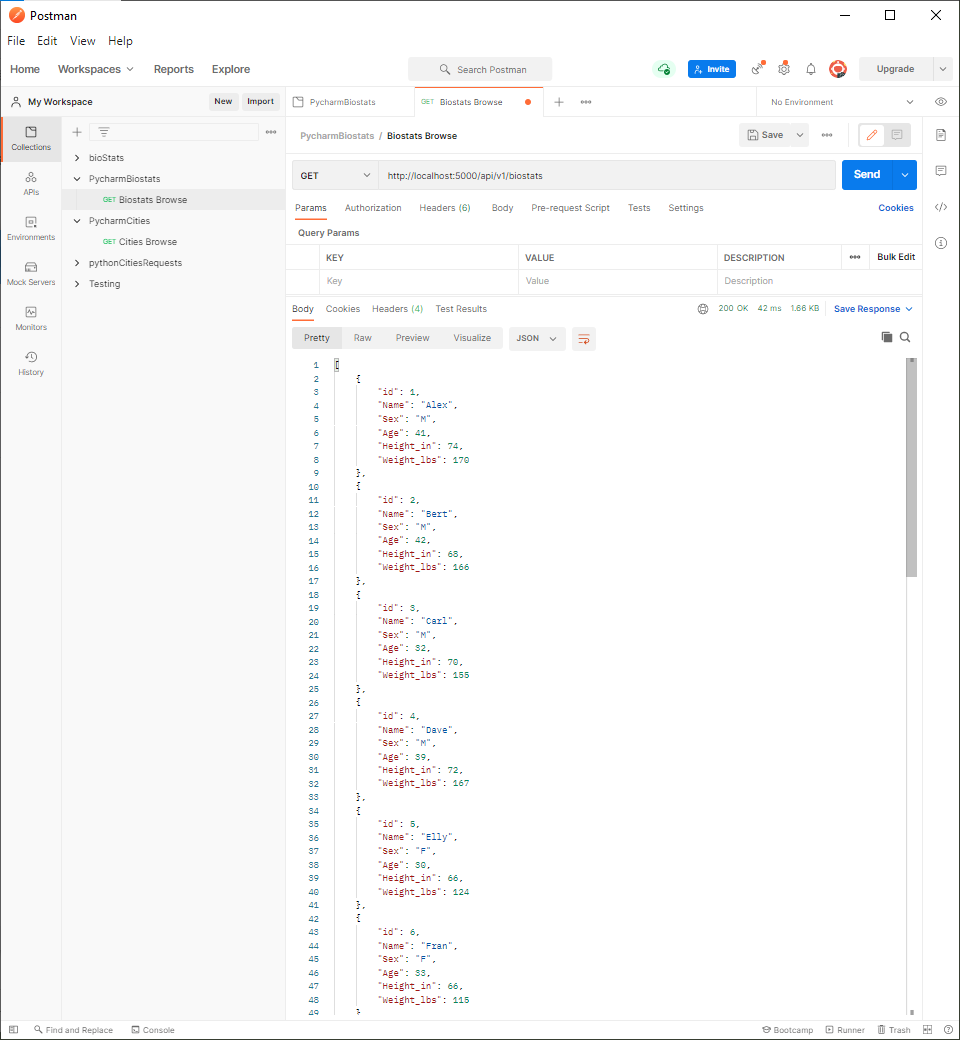 Postman
File Edit View Help
Home Workspaces Reports Explore Search Postman Invite Upgrade
My Workspace New Import
PycharmBiostats GET Biostats Browse No Environment
Collections
APIs
Environments
Mock Servers
Monitors
History
bioStats
PycharmBiostats
GET Biostats Browse
PycharmCities
GET Cities Browse
pythonCitiesRequests
Testing
PycharmBiostats / Biostats Browse Save
GET http://localhost:5000/api/v1/biostats Send
Params Authorization Headers (6) Body Pre-request Script Tests Settings Cookies
Query Params
KEY VALUE DESCRIPTION Bulk Edit
Key Value Description
Body Cookies Headers (4) Test Results 200 OK 42 ms 1.66 KB Save Response
Pretty Raw Preview Visualize JSON
1 [
2 {
3 "id": 1,
4 "Name": "Alex",
5 "Sex": "M",
6 "Age": 41,
7 "Height_in": 74,
8 "Weight_lbs": 170
9 },
10 {
11 "id": 2,
12 "Name": "Bert",
13 "Sex": "M",
14 "Age": 42,
15 "Height_in": 68,
16 "Weight_lbs": 166
17 },
18 {
19 "id": 3,
20 "Name": "Carl",
21 "Sex": "M",
22 "Age": 32,
23 "Height_in": 70,
24 "Weight_lbs": 155
25 },
26 {
27 "id": 4,
28 "Name": "Dave",
29 "Sex": "M",
30 "Age": 39,
31 "Height_in": 72,
32 "Weight_lbs": 167
33 },
34 {
35 "id": 5,
36 "Name": "Elly",
37 "Sex": "F",
38 "Age": 30,
39 "Height_in": 66,
40 "Weight_lbs": 124
41 },
42 {
43 "id": 6,
44 "Name": "Fran",
45 "Sex": "F",
46 "Age": 33,
47 "Height_in": 66,
48 "Weight_lbs": 115
49 }
Find and Replace Console Bootcamp Runner Trash